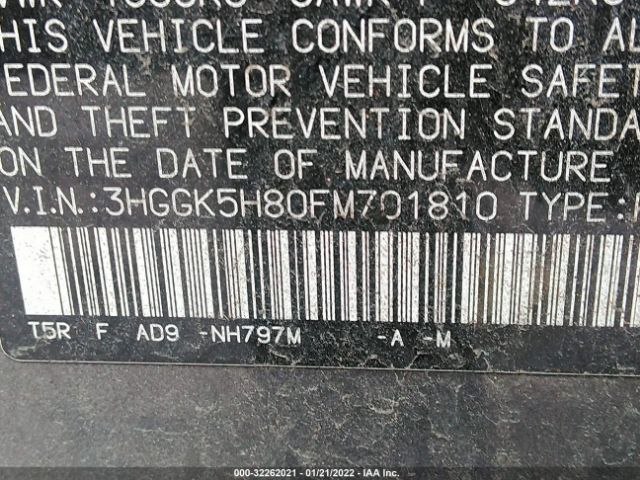 HIS VEHICLE CONFORMS TO AL
EDERAL MOTOR VEHICLE SAFET
AND THEFT PREVENTION STANDA
ON THE DATE OF MANUFACTURE
V.I.N.:3HGGK5H80FM701810 TYPE:
T5R F AD9 -NH797M -A -M
000-32262021 - 01/21/2022 - IAA Inc.